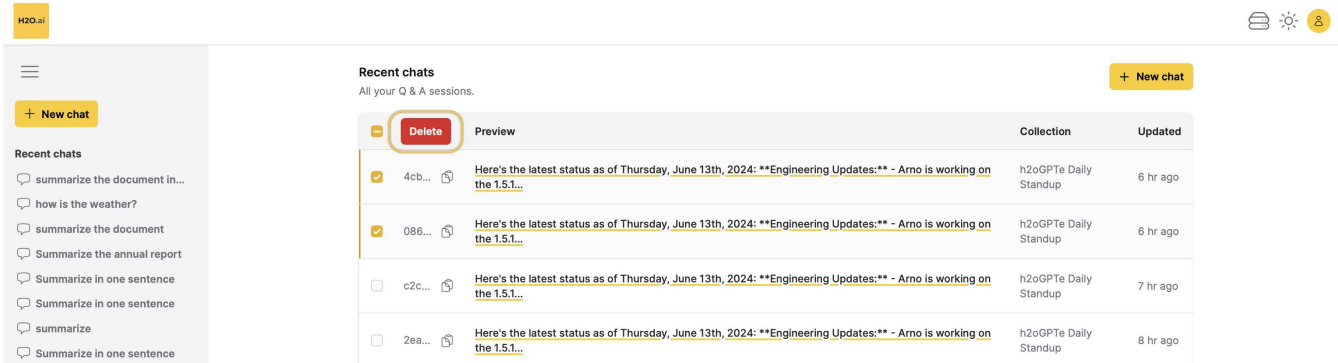 H2O.ai
+ New chat
Recent chats
summarize the document in...
how is the weather?
summarize the document
Summarize the annual report
Summarize in one sentence
Summarize in one sentence
summarize
Summarize in one sentence
Recent chats
All your Q & A sessions.
+ New chat
Delete Preview Collection Updated
4cb... Here's the latest status as of Thursday, June 13th, 2024: **Engineering Updates:** - Arno is working on
the 1.5.1...
h2oGPTe Daily
Standup
6 hr ago
086... Here's the latest status as of Thursday, June 13th, 2024: **Engineering Updates:** - Arno is working on
the 1.5.1...
h2oGPTe Daily
Standup
6 hr ago
c2c... Here's the latest status as of Thursday, June 13th, 2024: **Engineering Updates:** - Arno is working on
the 1.5.1...
h2oGPTe Daily
Standup
7 hr ago
2ea... Here's the latest status as of Thursday, June 13th, 2024: **Engineering Updates:** - Arno is working on
the 1.5.1...
h2oGPTe Daily
Standup
8 hr ago